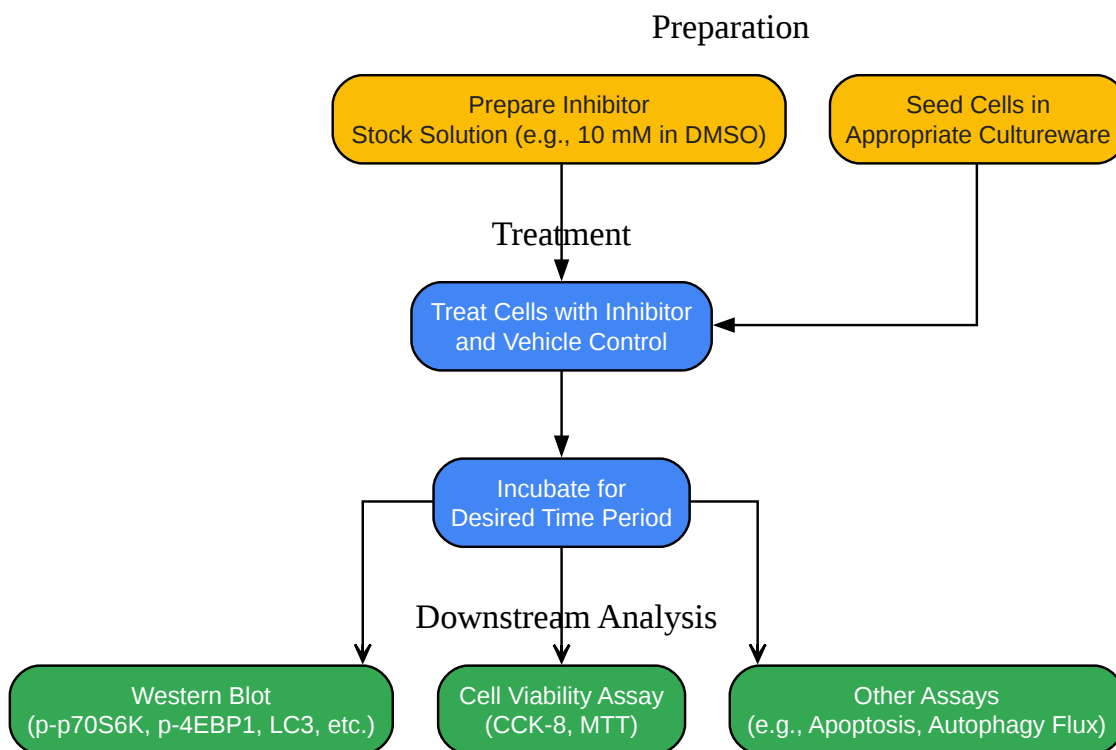 Preparation
Prepare Inhibitor
Stock Solution (e.g., 10 mM in DMSO)
Seed Cells in
Appropriate Cultureware
Treatment
Treat Cells with Inhibitor
and Vehicle Control
Incubate for
Desired Time Period
Downstream Analysis
Western Blot
(p-p70S6K, p-4EBP1, LC3, etc.)
Cell Viability Assay
(CCK-8, MTT)
Other Assays
(e.g., Apoptosis, Autophagy Flux)